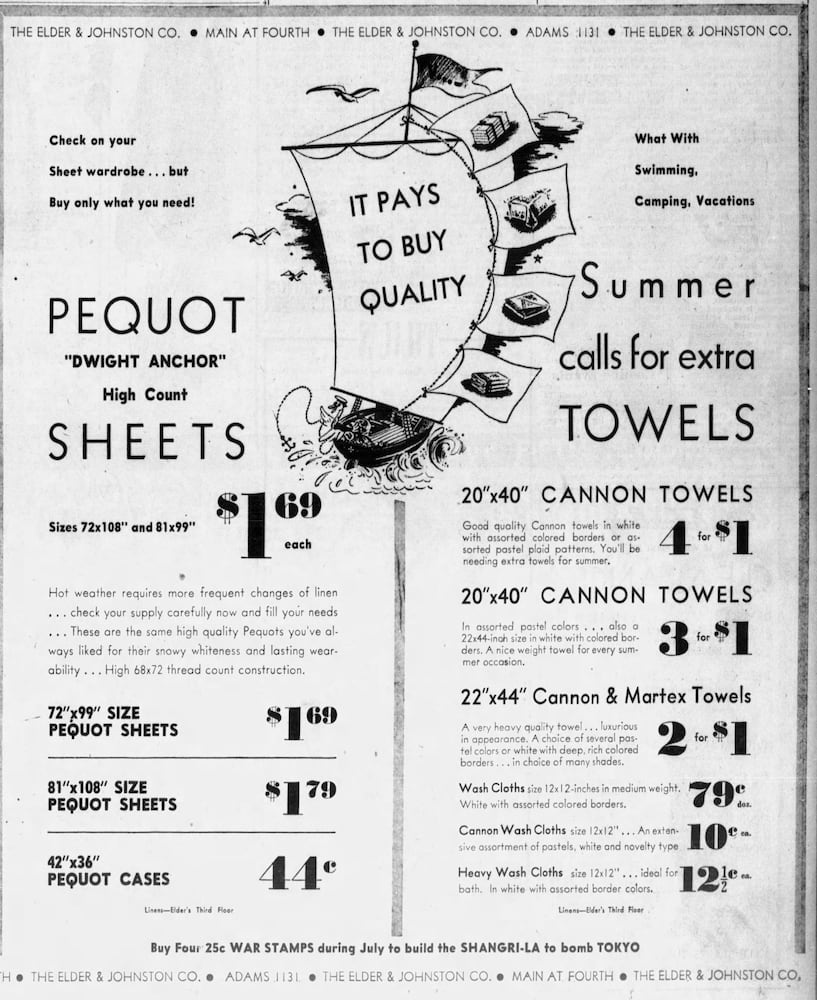 THE ELDER & JOHNSTON CO. ● MAIN AT FOURTH ● THE ELDER & JOHNSTON CO. ● ADAMS 1131 ● THE ELDER & JOHNSTON CO.
Check on your
Sheet wardrobe . . . but
Buy only what you need!
IT PAYS
TO BUY
QUALITY
What With
Swimming,
Camping, Vacations
PEQUOT
"DWIGHT ANCHOR"
High Count
SHEETS
Sizes 72x108" and 81x99"
$1 69
each
Hot weather requires more frequent changes of linen
. . . check your supply carefully now and fill your needs
. . . These are the same high quality Pequots you've al-
ways liked for their snowy whiteness and lasting wear-
ability . . . High 68x72 thread count construction.
72"x99" SIZE
PEQUOT SHEETS
$1 69
81"x108" SIZE
PEQUOT SHEETS
$1 79
42"x36"
PEQUOT CASES
44c
Linens—Elder's Third Floor
Summer
calls for extra
TOWELS
20"x40" CANNON TOWELS
Good quality Cannon towels in white
with assorted colored borders or as-
sorted pastel plaid patterns. You'll be
needing extra towels for summer.
4 for $1
20"x40" CANNON TOWELS
In assorted pastel colors . . . also a
22x44-inch size in white with colored bor-
ders. A nice weight towel for every sum-
mer occasion.
3 for $1
22"x44" Cannon & Martex Towels
A very heavy quality towel . . . luxurious
in appearance. A choice of several pas-
tel colors or white with deep, rich colored
borders . . . in choice of many shades.
2 for $1
Wash Cloths size 12x12-inches in medium weight.
White with assorted colored borders.
79c doz.
Cannon Wash Cloths size 12x12" . . . An exten-
sive assortment of pastels, white and novelty type
10c ea.
Heavy Wash Cloths size 12x12" . . . ideal for
bath. In white with assorted border colors.
12½c ea.
Linens—Elder's Third Floor
Buy Four 25c WAR STAMPS during July to build the SHANGRI-LA to bomb TOKYO
H ● THE ELDER & JOHNSTON CO. ● ADAMS 1131 ● THE ELDER & JOHNSTON CO. ● MAIN AT FOURTH ● THE ELDER & JOHNSTON CO,